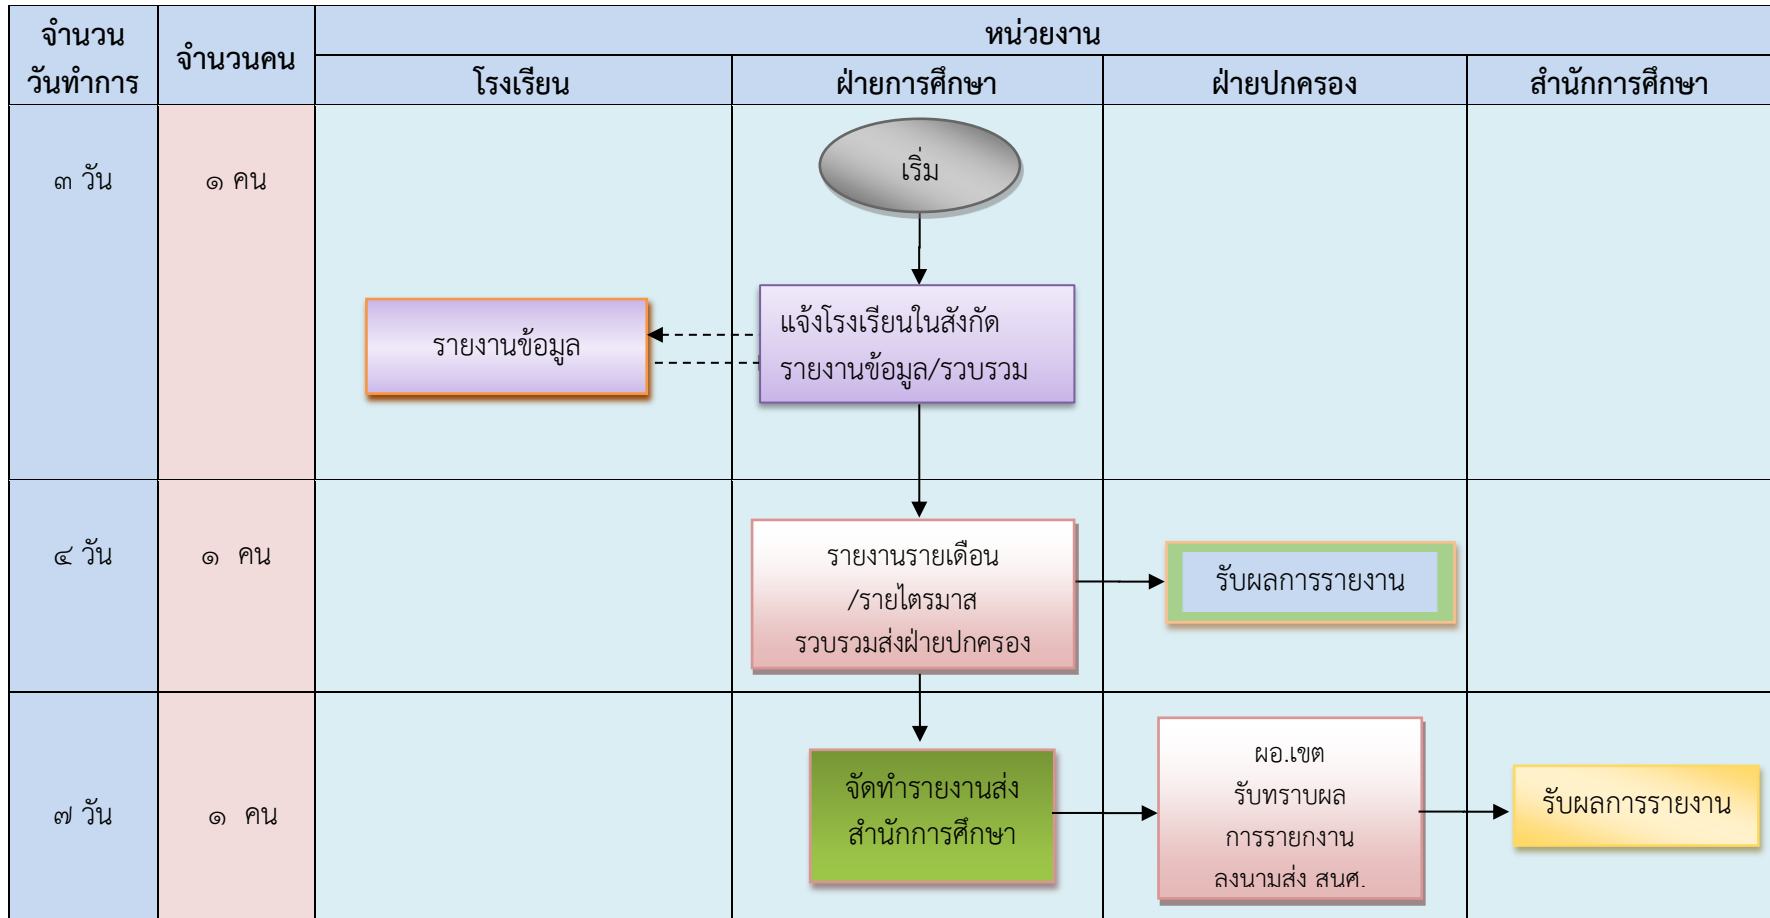 จำนวน
วันทำการ
จำนวนคน
หน่วยงาน
โรงเรียน
ฝ่ายการศึกษา
ฝ่ายปกครอง
สำนักการศึกษา
๓ วัน
๑ คน
เริ่ม
รายงานข้อมูล
แจ้งโรงเรียนในสังกัด
รายงานข้อมูล/รวบรวม
๔ วัน
๑ คน
รายงานรายเดือน
/รายไตรมาส
รวบรวมส่งฝ่ายปกครอง
รับผลการรายงาน
๗ วัน
๑ คน
จัดทำรายงานส่ง
สำนักการศึกษา
ผอ.เขต
รับทราบผล
การรายกงาน
ลงนามส่ง สนศ.
รับผลการรายงาน